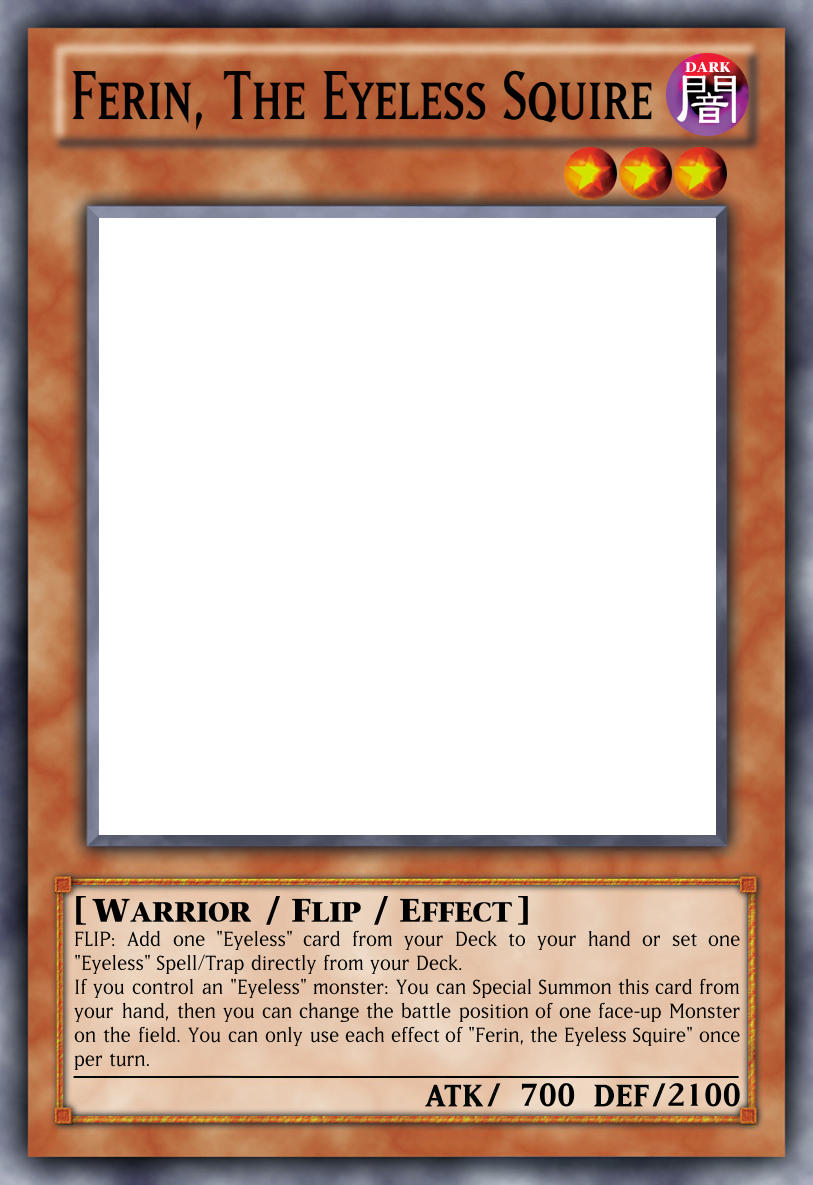 Ferin, The Eyeless Squire
DARK
闇
[ Warrior / Flip / Effect ]
FLIP: Add one "Eyeless" card from your Deck to your hand or set one
"Eyeless" Spell/Trap directly from your Deck.
If you control an "Eyeless" monster: You can Special Summon this card from
your hand, then you can change the battle position of one face-up Monster
on the field. You can only use each effect of "Ferin, the Eyeless Squire" once
per turn.
ATK/ 700 DEF/2100